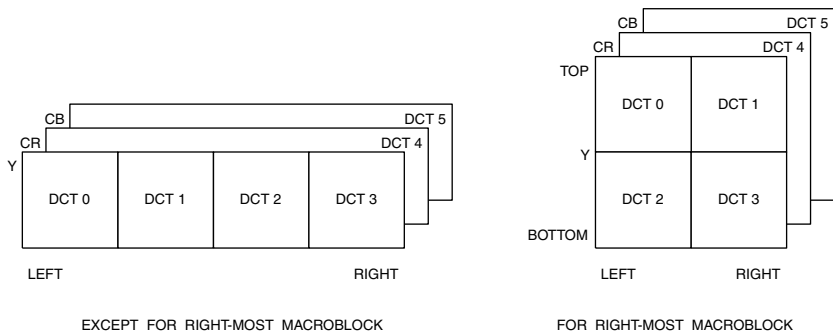 CB
DCT 5
CR
DCT 4
Y
DCT 0
DCT 1
DCT 2
DCT 3
LEFT
RIGHT
EXCEPT FOR RIGHT-MOST MACROBLOCK
CB
DCT 5
CR
DCT 4
TOP
DCT 0
DCT 1
Y
DCT 2
DCT 3
BOTTOM
LEFT
RIGHT
FOR RIGHT-MOST MACROBLOCK